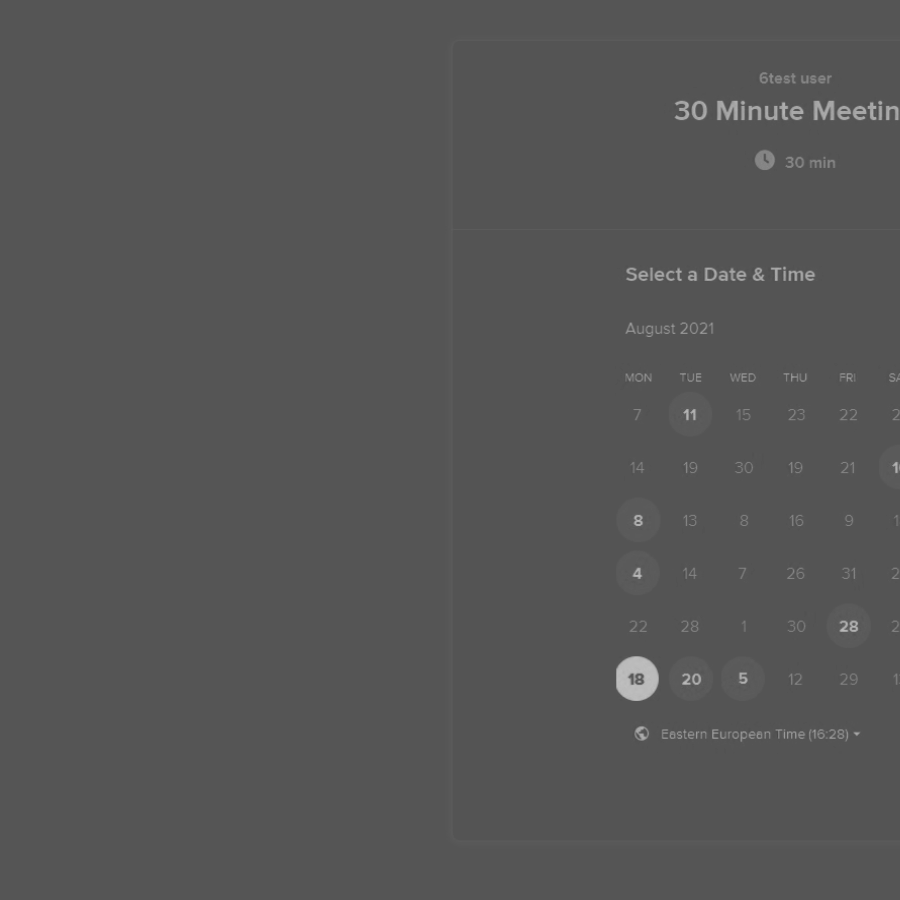 6test user
30 Minute Meetin
30 min
Select a Date & Time
August 2021
MON TUE WED THU FRI SA
7 11 15 23 22 2
14 19 30 19 21 1
8 13 8 16 9 1
4 14 7 26 31 2
22 28 1 30 28 2
18 20 5 12 29 1
Eastern European Time (16:28)